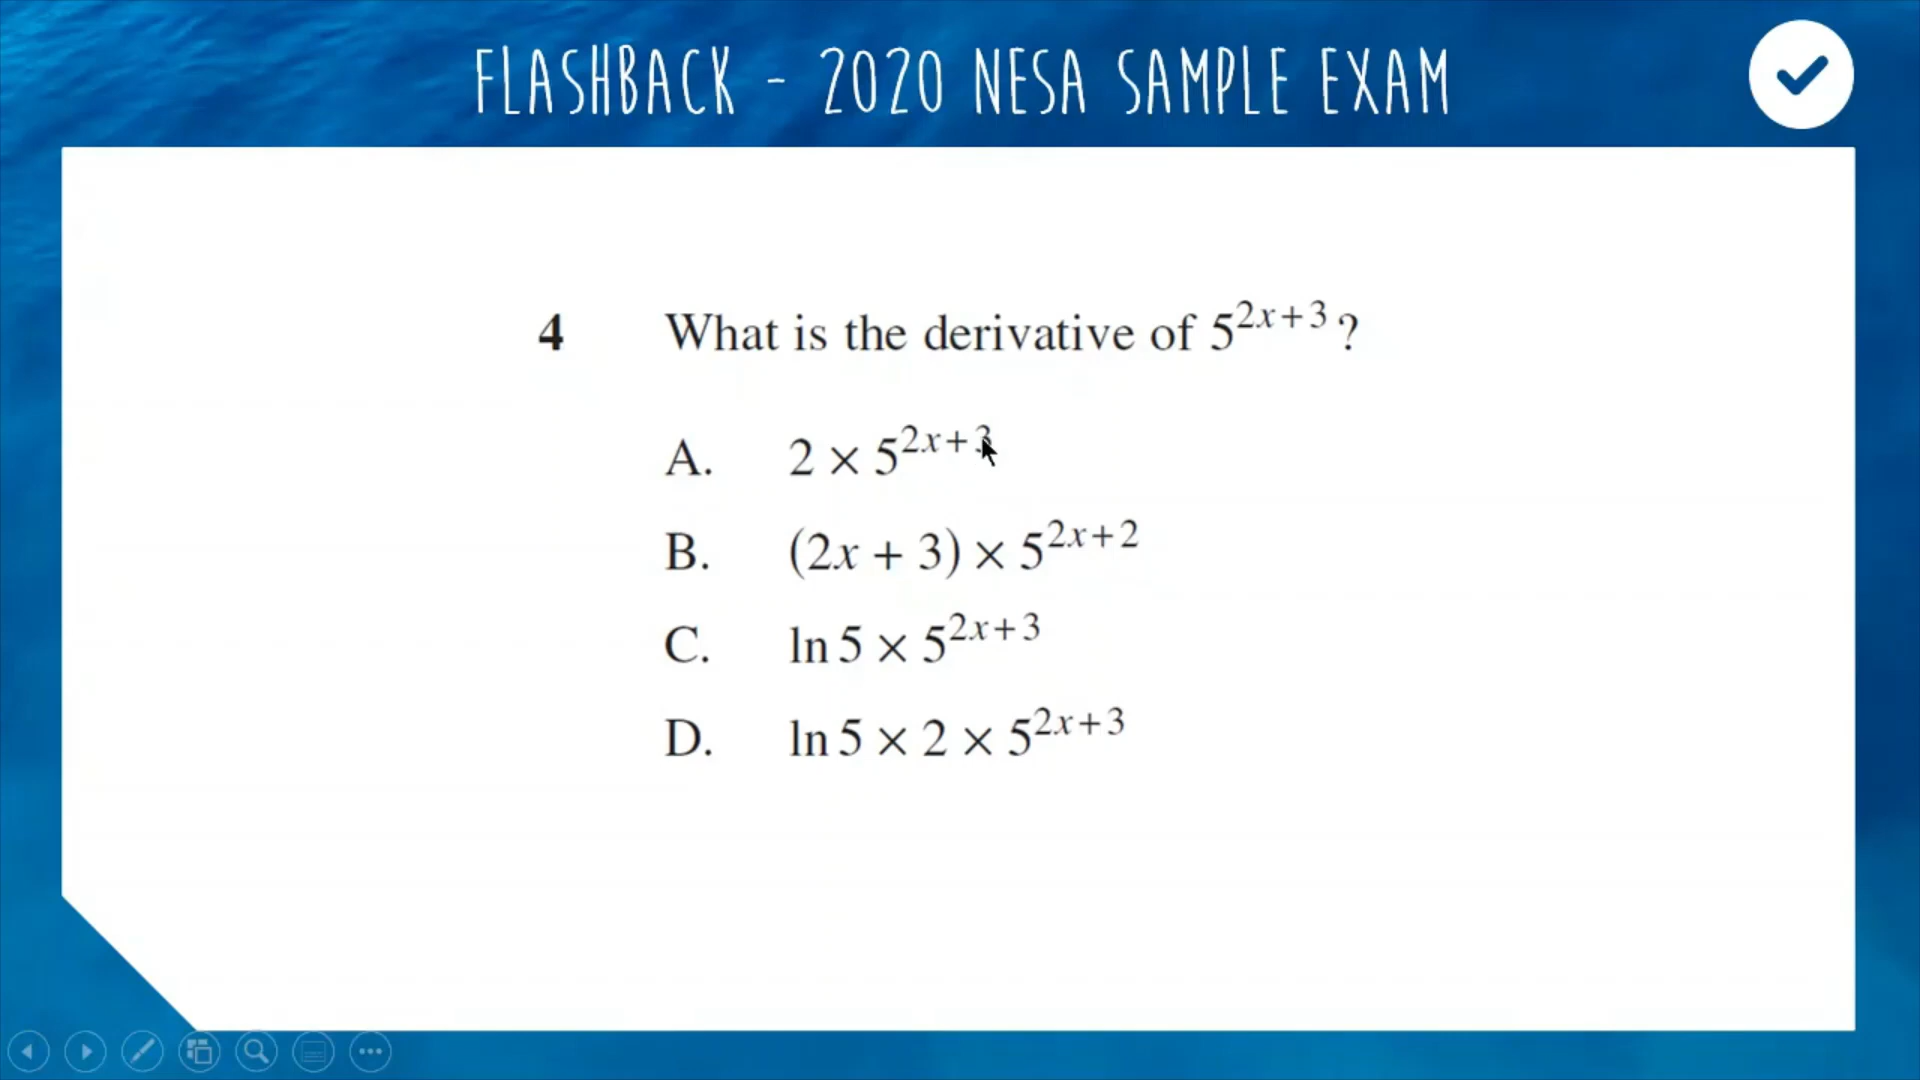 FLASHBACK - 2020 NESA SAMPLE EXAM
4 What is the derivative of 5^{2x+3}?
A. 2 × 5^{2x+3}
B. (2x + 3) × 5^{2x+2}
C. ln 5 × 5^{2x+3}
D. ln 5 × 2 × 5^{2x+3}